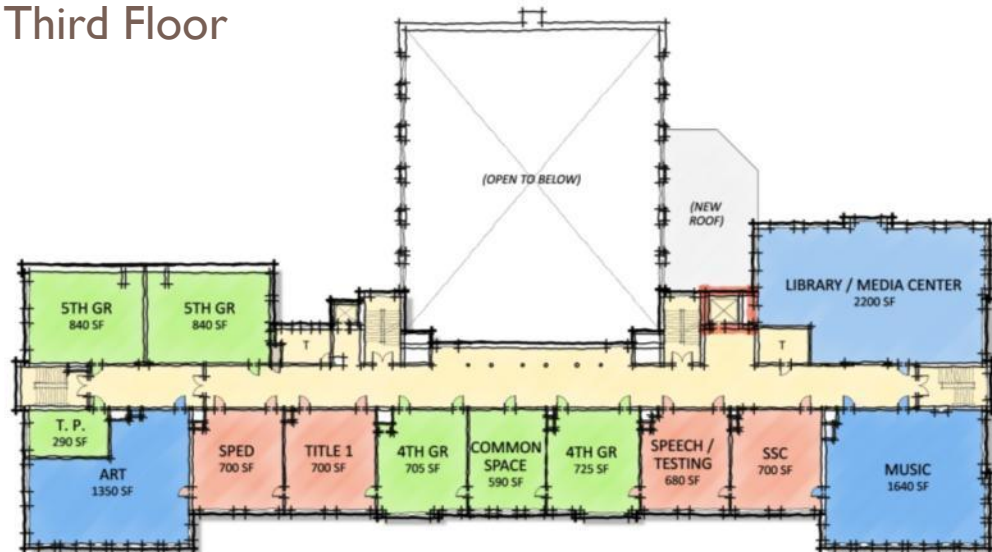 Third Floor
(OPEN TO BELOW)
(NEW
ROOF)
LIBRARY / MEDIA CENTER
2200 SF
5TH GR
840 SF
5TH GR
840 SF
T
T
T. P.
290 SF
ART
1350 SF
SPED
700 SF
TITLE 1
700 SF
4TH GR
705 SF
COMMON
SPACE
590 SF
4TH GR
725 SF
SPEECH /
TESTING
680 SF
SSC
700 SF
MUSIC
1640 SF